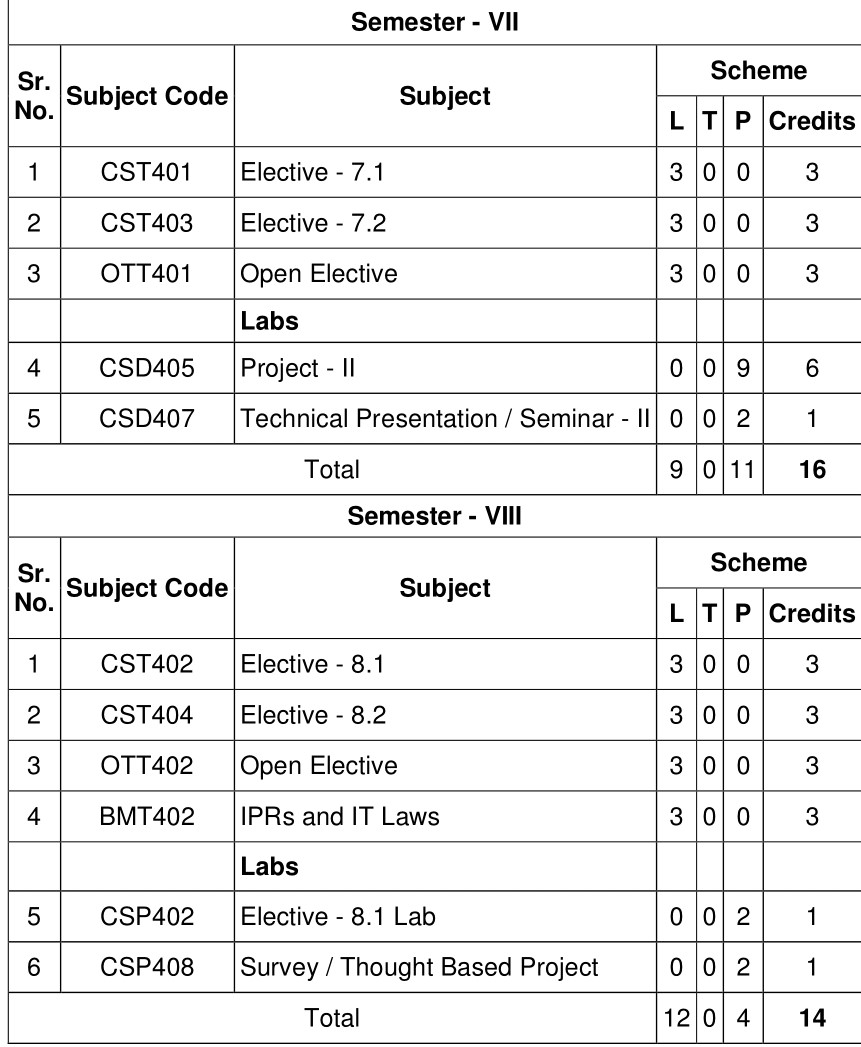 Semester - VII
Sr. No. Subject Code Subject Scheme
L T P Credits
1 CST401 Elective - 7.1 3 0 0 3
2 CST403 Elective - 7.2 3 0 0 3
3 OTT401 Open Elective 3 0 0 3
Labs
4 CSD405 Project - II 0 0 9 6
5 CSD407 Technical Presentation / Seminar - II 0 0 2 1
Total 9 0 11 16
Semester - VIII
Sr. No. Subject Code Subject Scheme
L T P Credits
1 CST402 Elective - 8.1 3 0 0 3
2 CST404 Elective - 8.2 3 0 0 3
3 OTT402 Open Elective 3 0 0 3
4 BMT402 IPRs and IT Laws 3 0 0 3
Labs
5 CSP402 Elective - 8.1 Lab 0 0 2 1
6 CSP408 Survey / Thought Based Project 0 0 2 1
Total 12 0 4 14